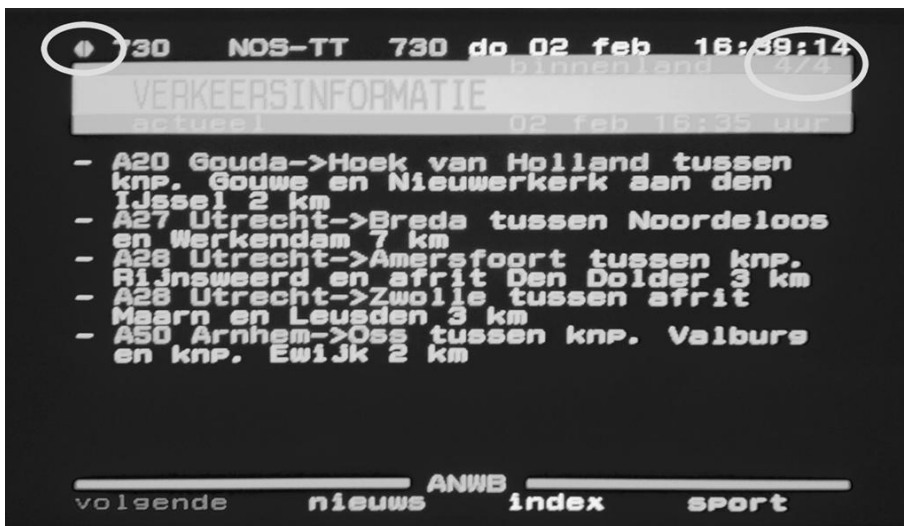 730 NOS-TT 730 do 02 feb 16:39:14
binnenland 4/4
VERKEERSINFORMATIE
actueel 02 feb 16:35 uur
- A20 Gouda->Hoek van Holland tussen
knp. Gouwe en Nieuwerkerk aan den
IJssel 2 km
- A27 Utrecht->Breda tussen Noordeloos
en Werkendam 7 km
- A28 Utrecht->Amersfoort tussen knp.
Rijnsweerd en afrit Den Dolder 3 km
- A28 Utrecht->Zwolle tussen afrit
Maarn en Leusden 3 km
- A50 Arnhem->Oss tussen knp. Valburg
en knp. Ewijk 2 km
ANWB
volgende nieuws index sport